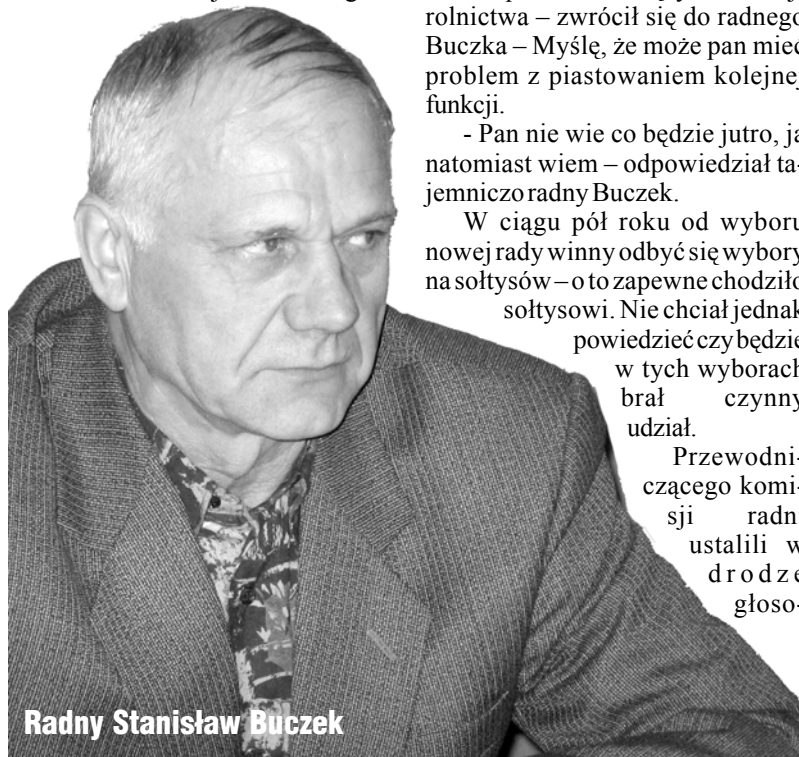 rolnictwa – zwrócił się do radnego
Buczka – Myślę, że może pan mieć
problem z piastowaniem kolejnej
funkcji.
- Pan nie wie co będzie jutro, ja
natomiast wiem – odpowiedział ta-
jemniczo radny Buczek.
W ciągu pół roku od wyboru
nowej rady winny odbyć się wybory
na sołtysów – o to zapewne chodziło
sołtysowi. Nie chciał jednak
powiedzieć czy będzie
w tych wyborach
brał czynny
udział.
Przewodni-
czącego komi-
sji radni
ustalili w
drodze
głoso-
Radny Stanisław Buczek